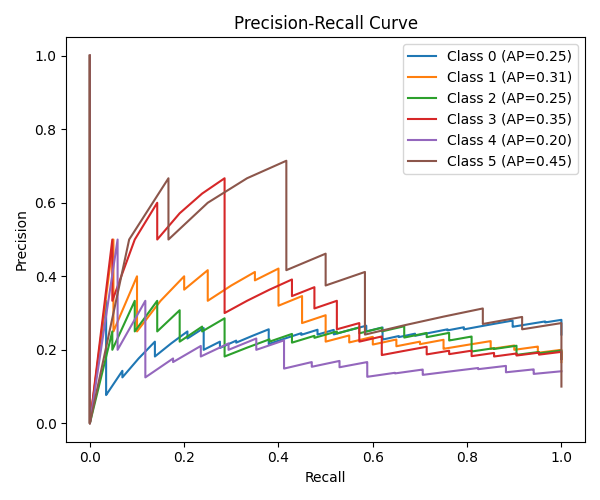 Precision-Recall Curve
Precision
1.0
0.8
0.6
0.4
0.2
0.0
Class 0 (AP=0.25)
Class 1 (AP=0.31)
Class 2 (AP=0.25)
Class 3 (AP=0.35)
Class 4 (AP=0.20)
Class 5 (AP=0.45)
0.0 0.2 0.4 0.6 0.8 1.0
Recall